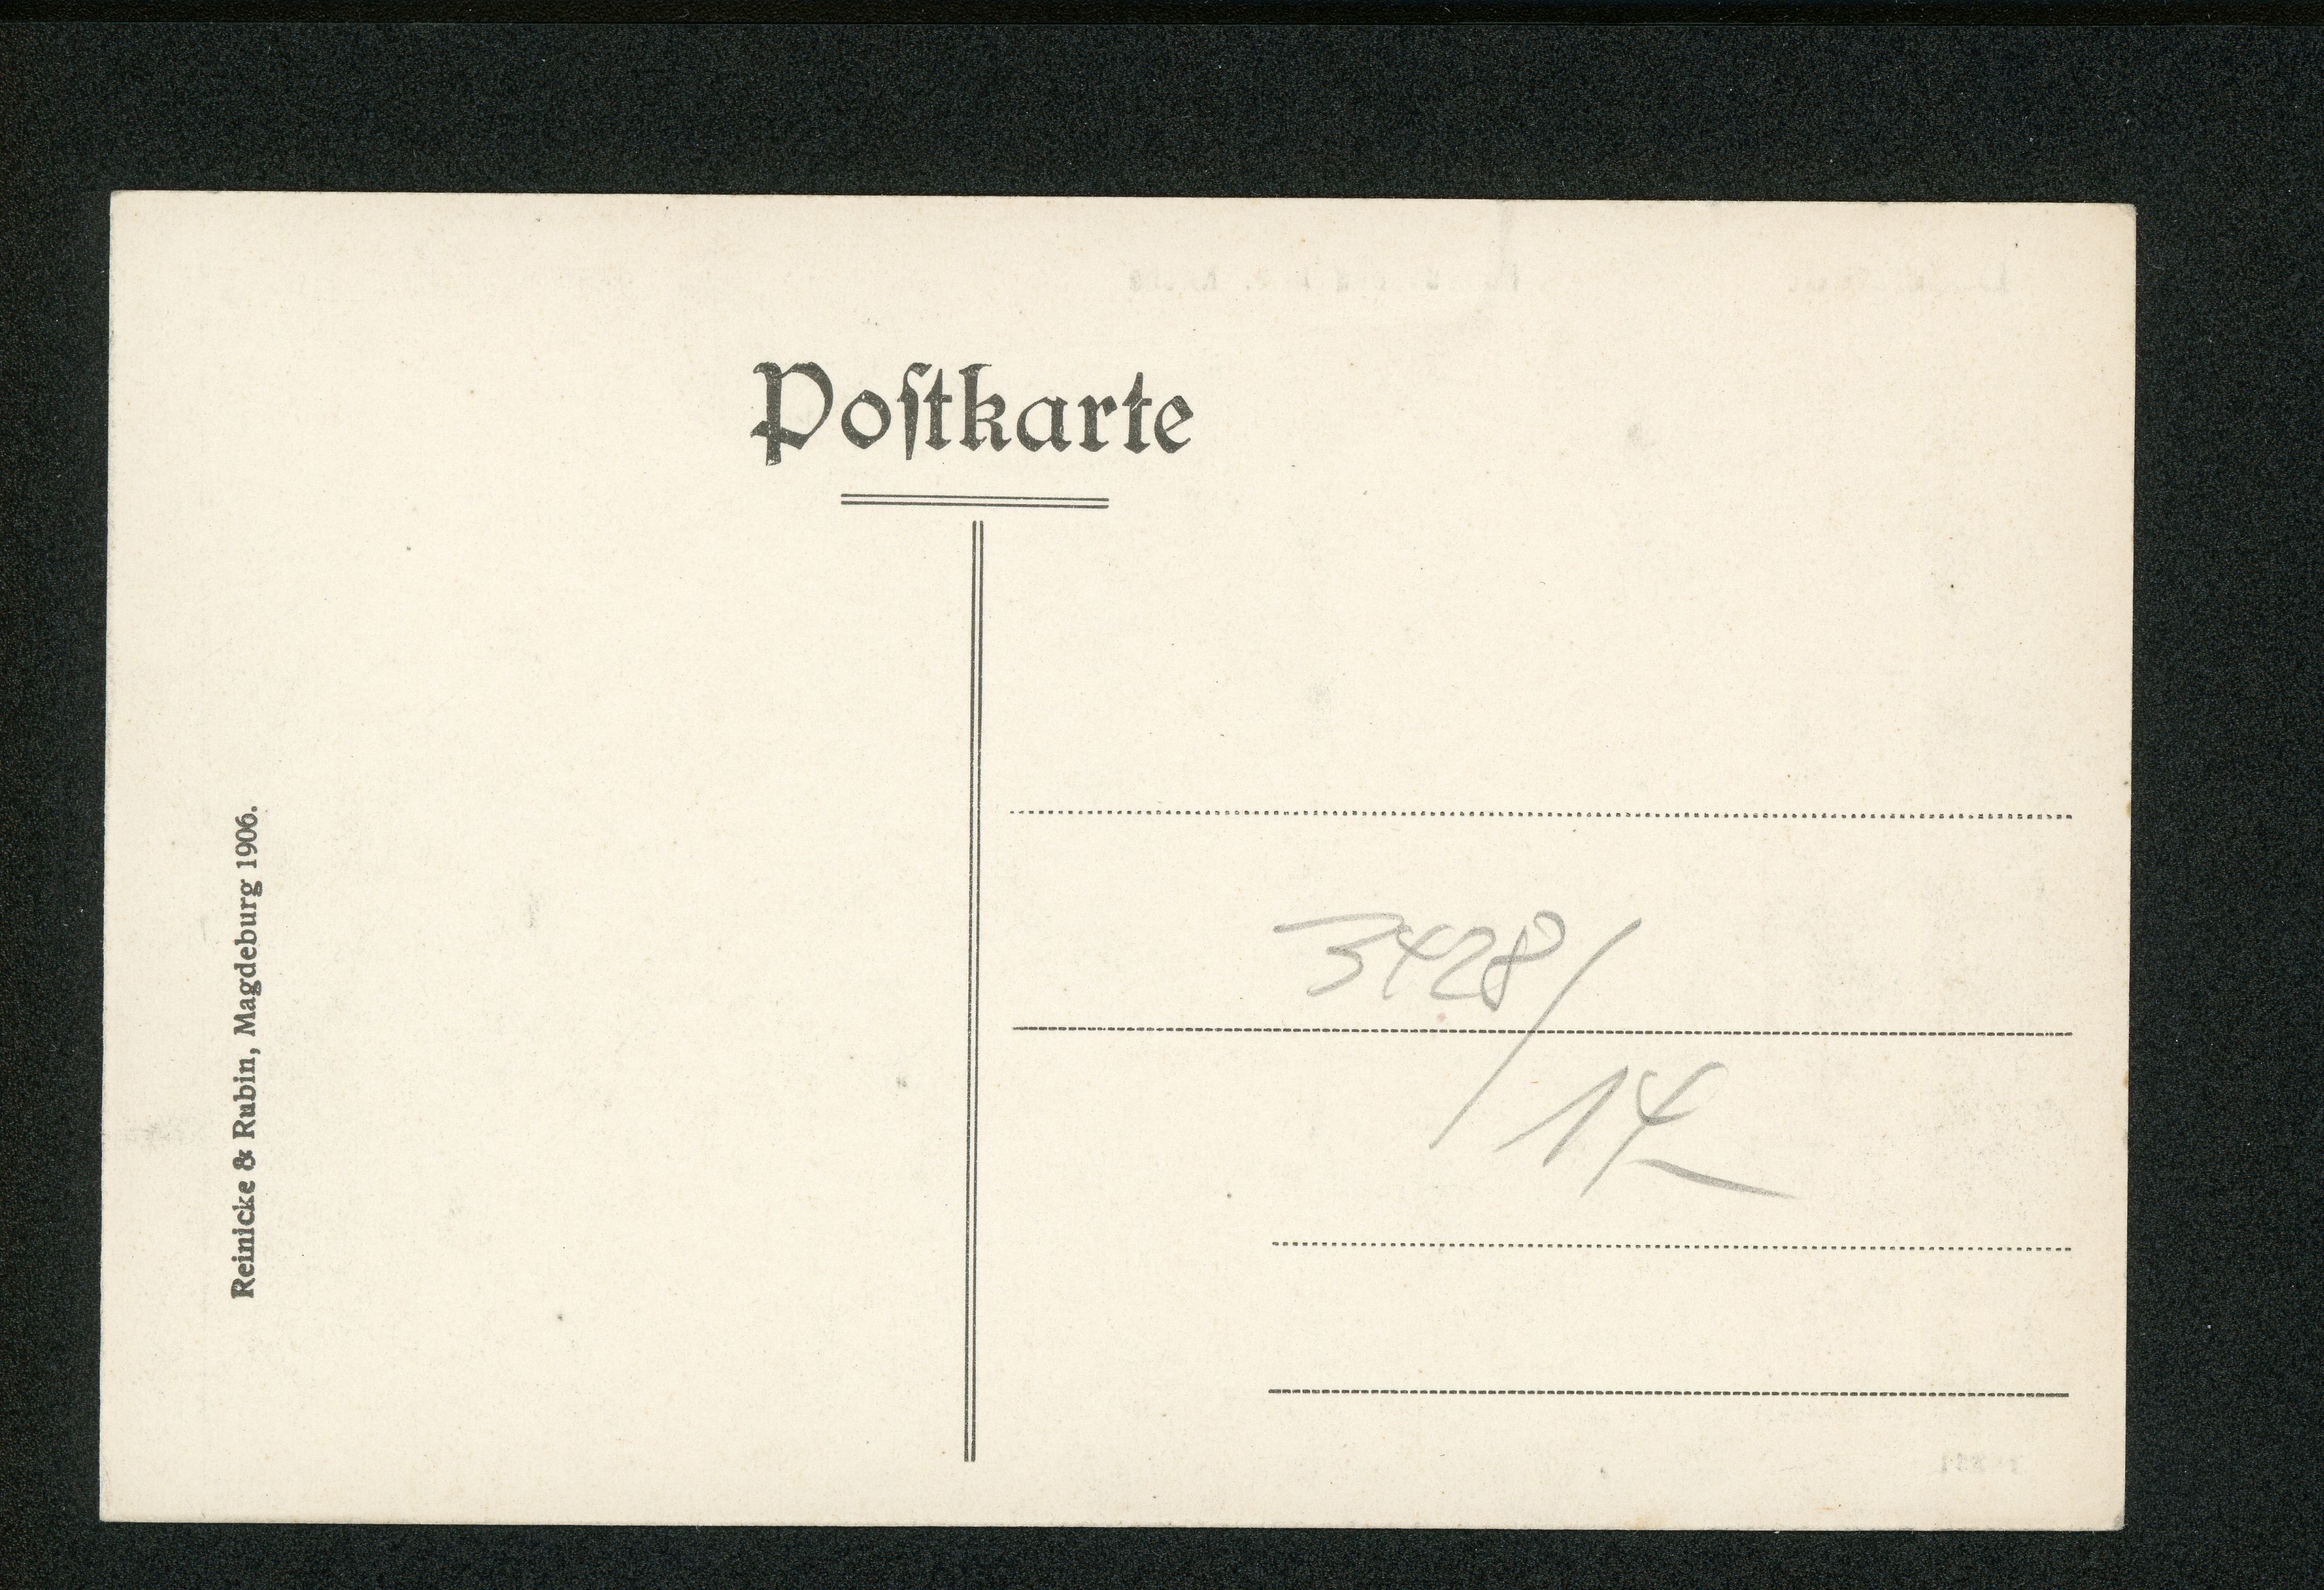 Poſtkarte
Reinicke & Rubin, Magdeburg 1906.
3428/
14